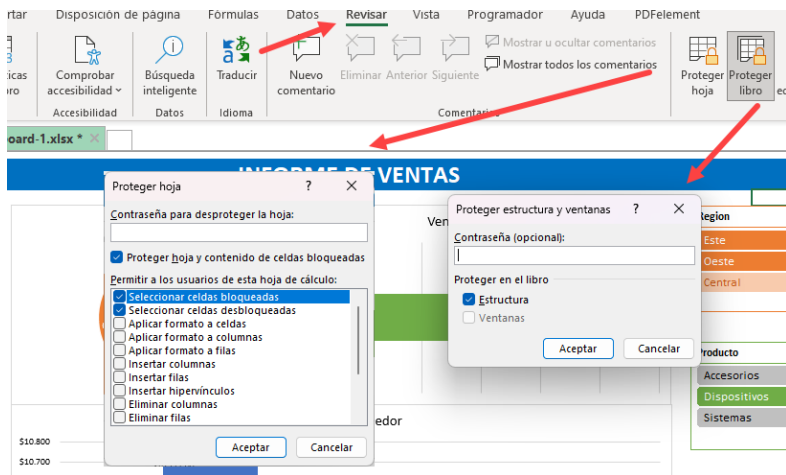 rtar Disposición de página Fórmulas Datos Revisar Vista Programador Ayuda PDFelement
Comprobar accesibilidad
Búsqueda inteligente
Traducir
Nuevo comentario
Eliminar Anterior Siguiente
Mostrar u ocultar comentarios
Mostrar todos los comentarios
Proteger hoja
Proteger libro
Accesibilidad Datos Idioma Comentarios
oard-1.xlsx *
INFORME DE VENTAS
Proteger hoja ? X
Contraseña para desproteger la hoja:
Proteger hoja y contenido de celdas bloqueadas
Permitir a los usuarios de esta hoja de cálculo:
Seleccionar celdas bloqueadas
Seleccionar celdas desbloqueadas
Aplicar formato a celdas
Aplicar formato a columnas
Aplicar formato a filas
Insertar columnas
Insertar filas
Insertar hipervínculos
Eliminar columnas
Eliminar filas
Aceptar Cancelar
Ven
Proteger estructura y ventanas ? X
Contraseña (opcional):
Proteger en el libro
Estructura
Ventanas
Aceptar Cancelar
Region
Este
Oeste
Central
Producto
Accesorios
Dispositivos
Sistemas
edor
$10.800
$10.700